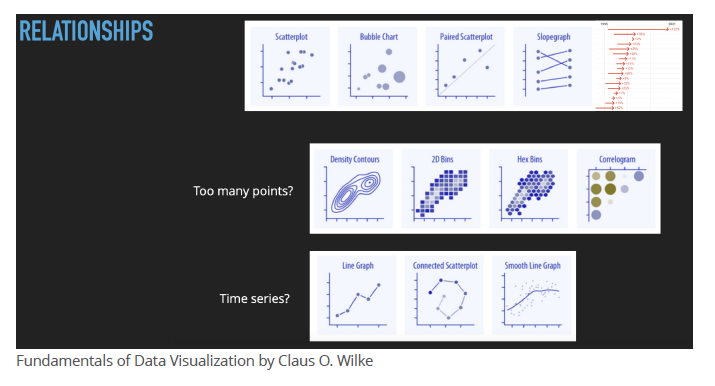 RELATIONSHIPS
Scatterplot
Bubble Chart
Paired Scatterplot
Slopegraph
Too many points?
Density Contours
2D Bins
Hex Bins
Correlogram
Time series?
Line Graph
Connected Scatterplot
Smooth Line Graph
Fundamentals of Data Visualization by Claus O. Wilke